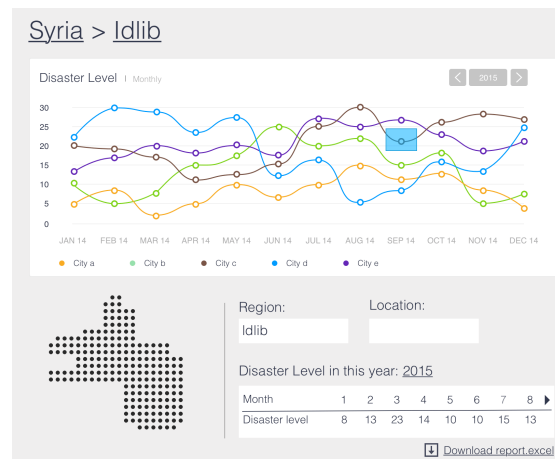 Syria > Idlib
Disaster Level | Monthly
2015
30
25
20
15
10
5
0
JAN 14 FEB 14 MAR 14 APR 14 MAY 14 JUN 14 JUL 14 AUG 14 SEP 14 OCT 14 NOV 14 DEC 14
City a City b City c City d City e
Region: Location:
Idlib
Disaster Level in this year: 2015
Month 1 2 3 4 5 6 7 8
Disaster level 8 13 23 14 10 10 15 13
Download report.excel